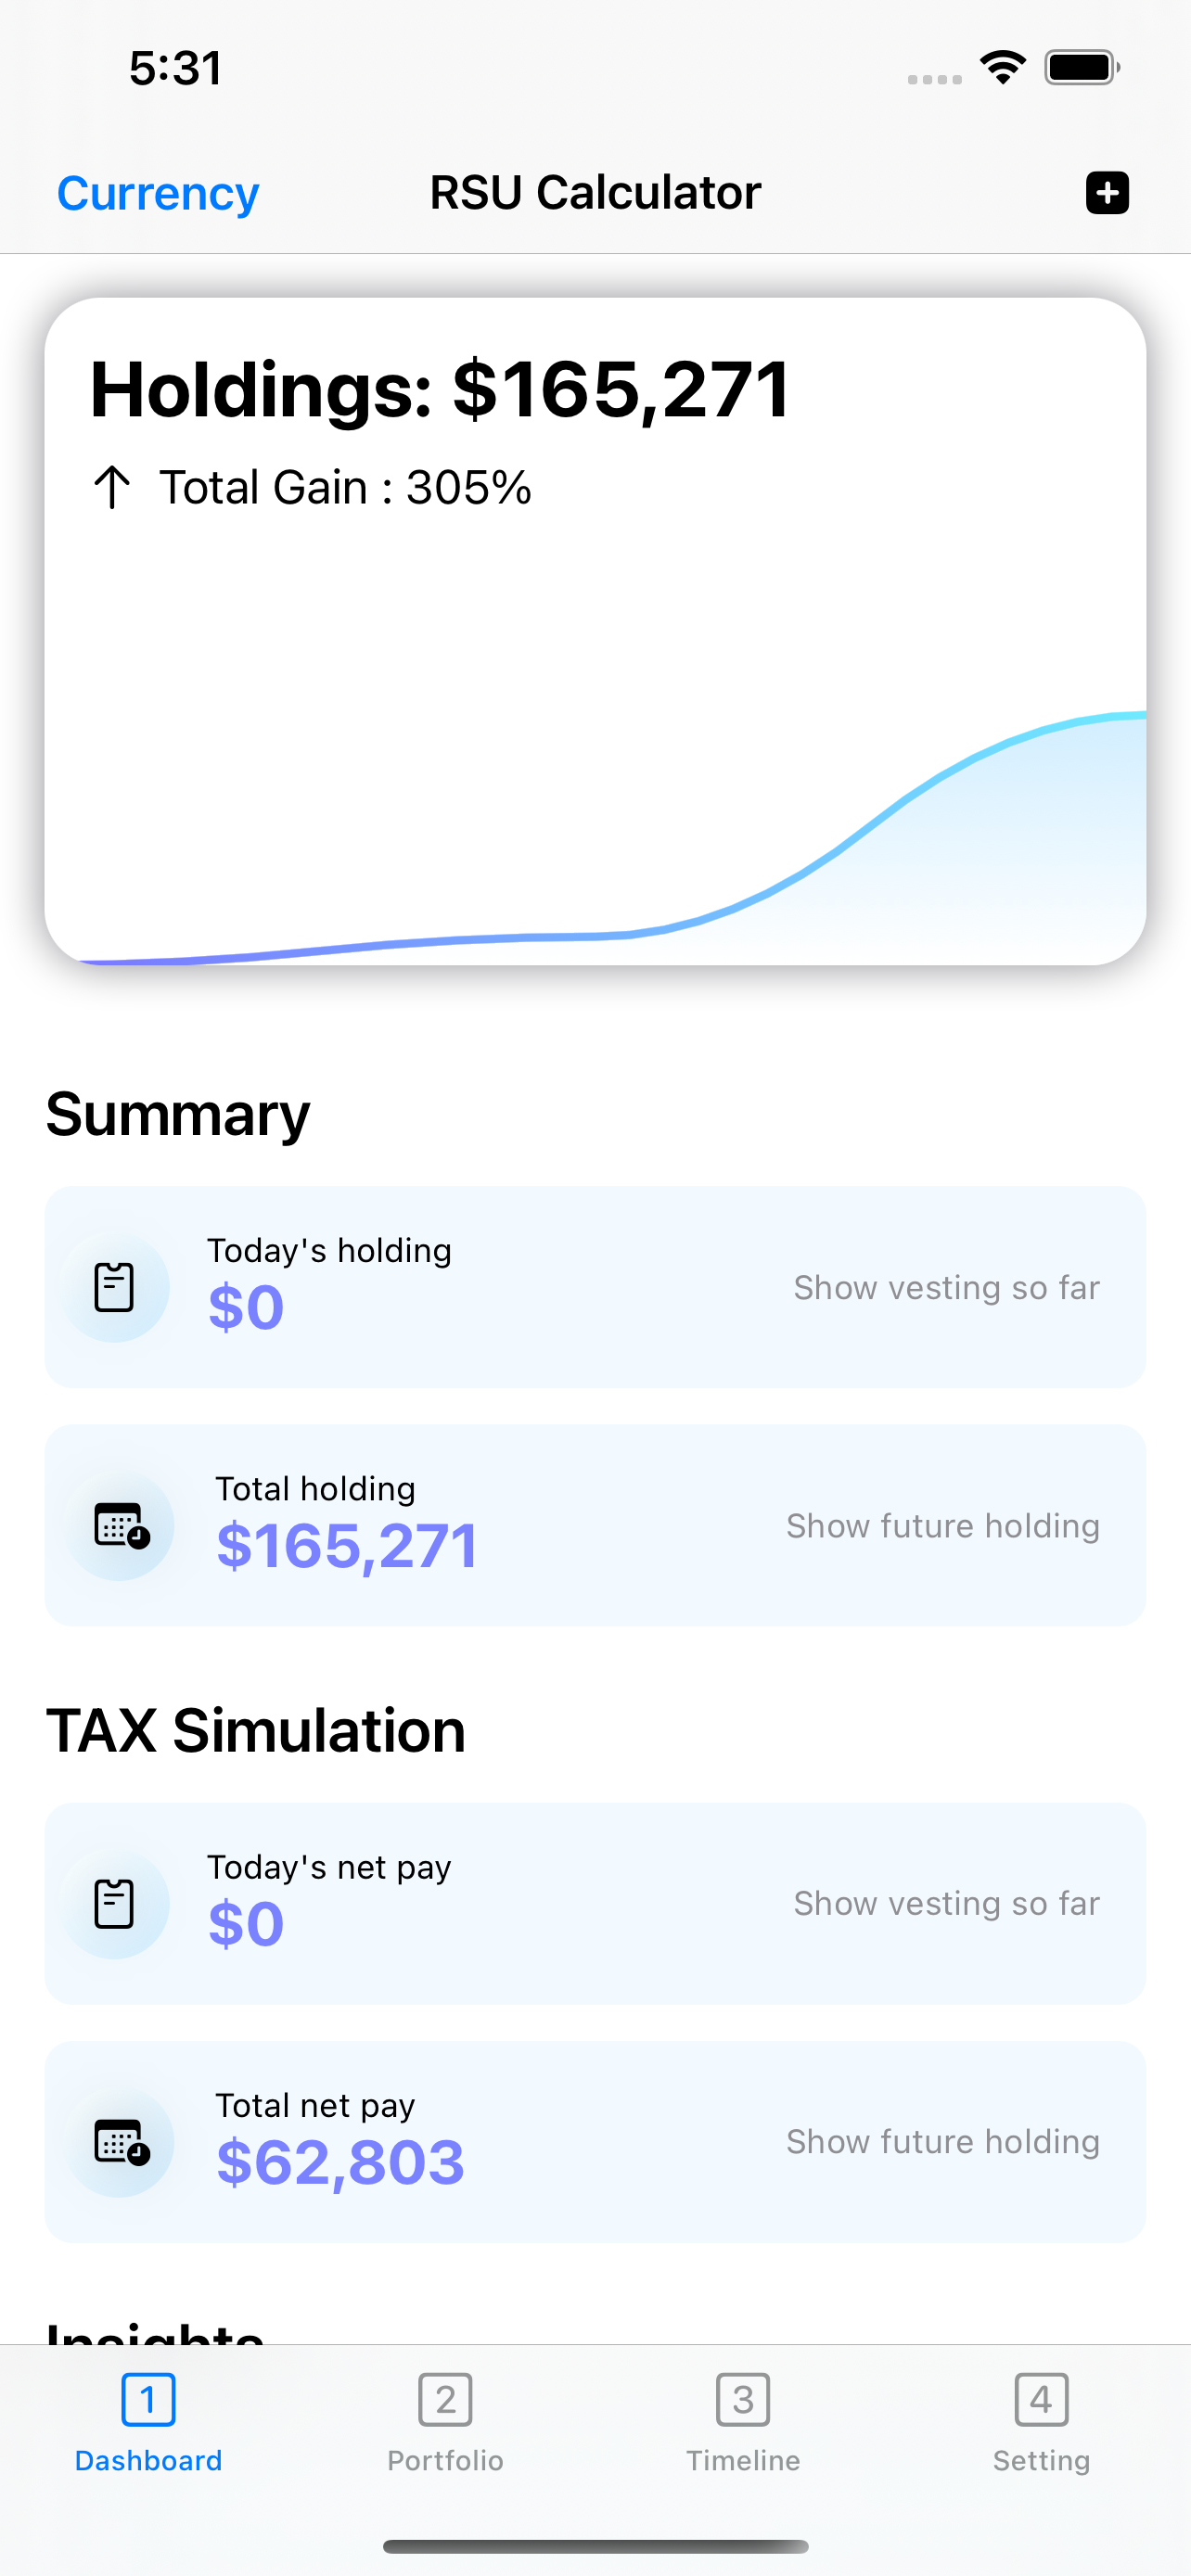 5:31
Currency
RSU Calculator
Holdings: $165,271
Total Gain : 305%
Summary
Today's holding
$0
Show vesting so far
Total holding
$165,271
Show future holding
TAX Simulation
Today's net pay
$0
Show vesting so far
Total net pay
$62,803
Show future holding
Insights
1
Dashboard
2
Portfolio
3
Timeline
4
Setting